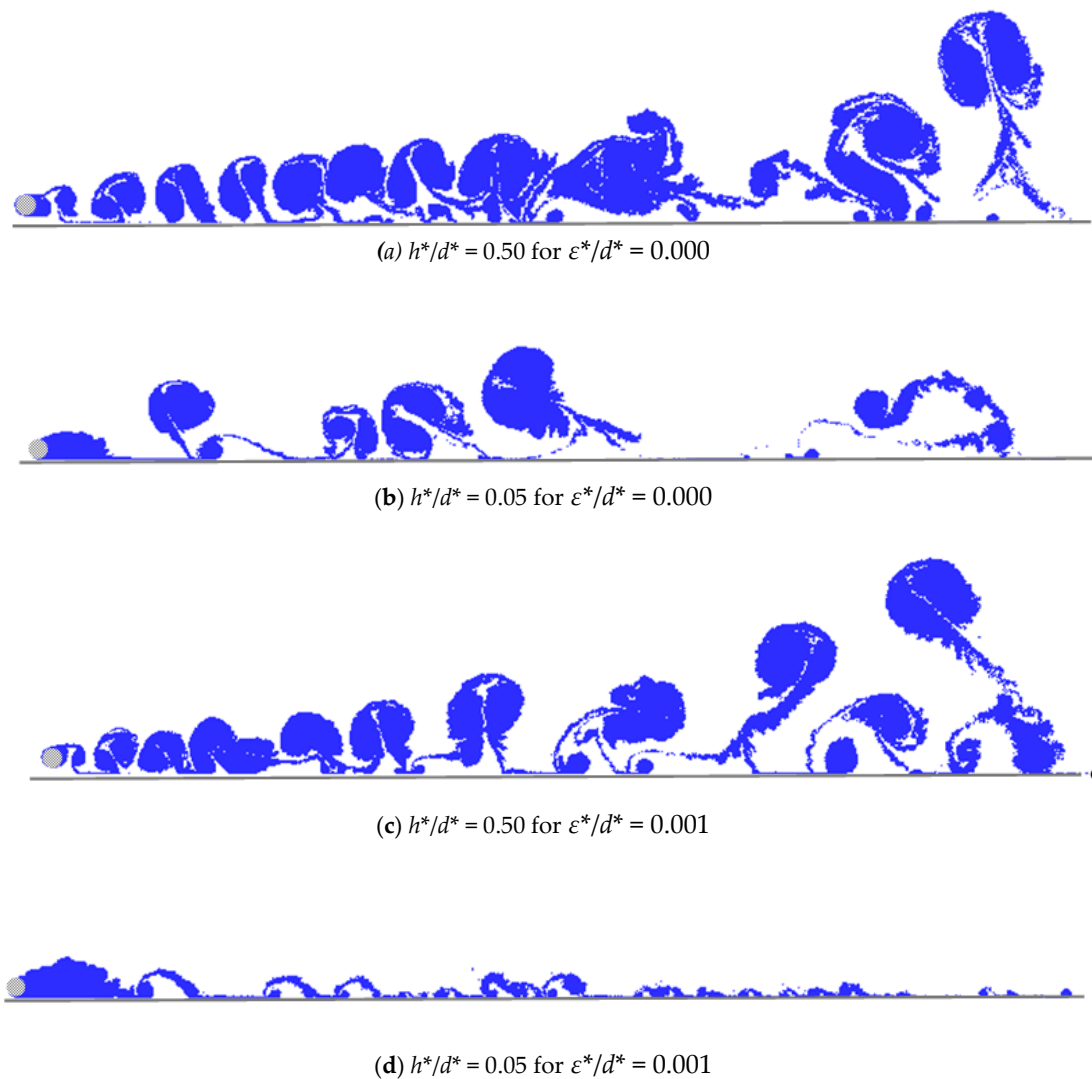 (a) h*/d* = 0.50 for ε*/d* = 0.000
(b) h*/d* = 0.05 for ε*/d* = 0.000
(c) h*/d* = 0.50 for ε*/d* = 0.001
(d) h*/d* = 0.05 for ε*/d* = 0.001